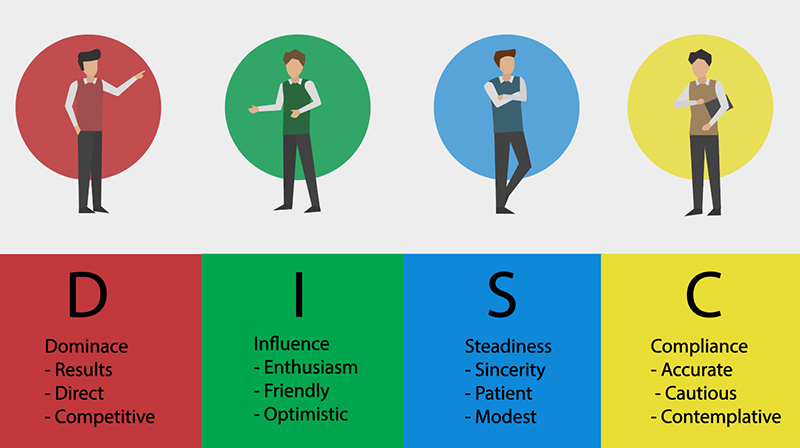 D
Dominace
- Results
- Direct
- Competitive
I
Influence
- Enthusiasm
- Friendly
- Optimistic
S
Steadiness
- Sincerity
- Patient
- Modest
C
Compliance
- Accurate
- Cautious
- Contemplative